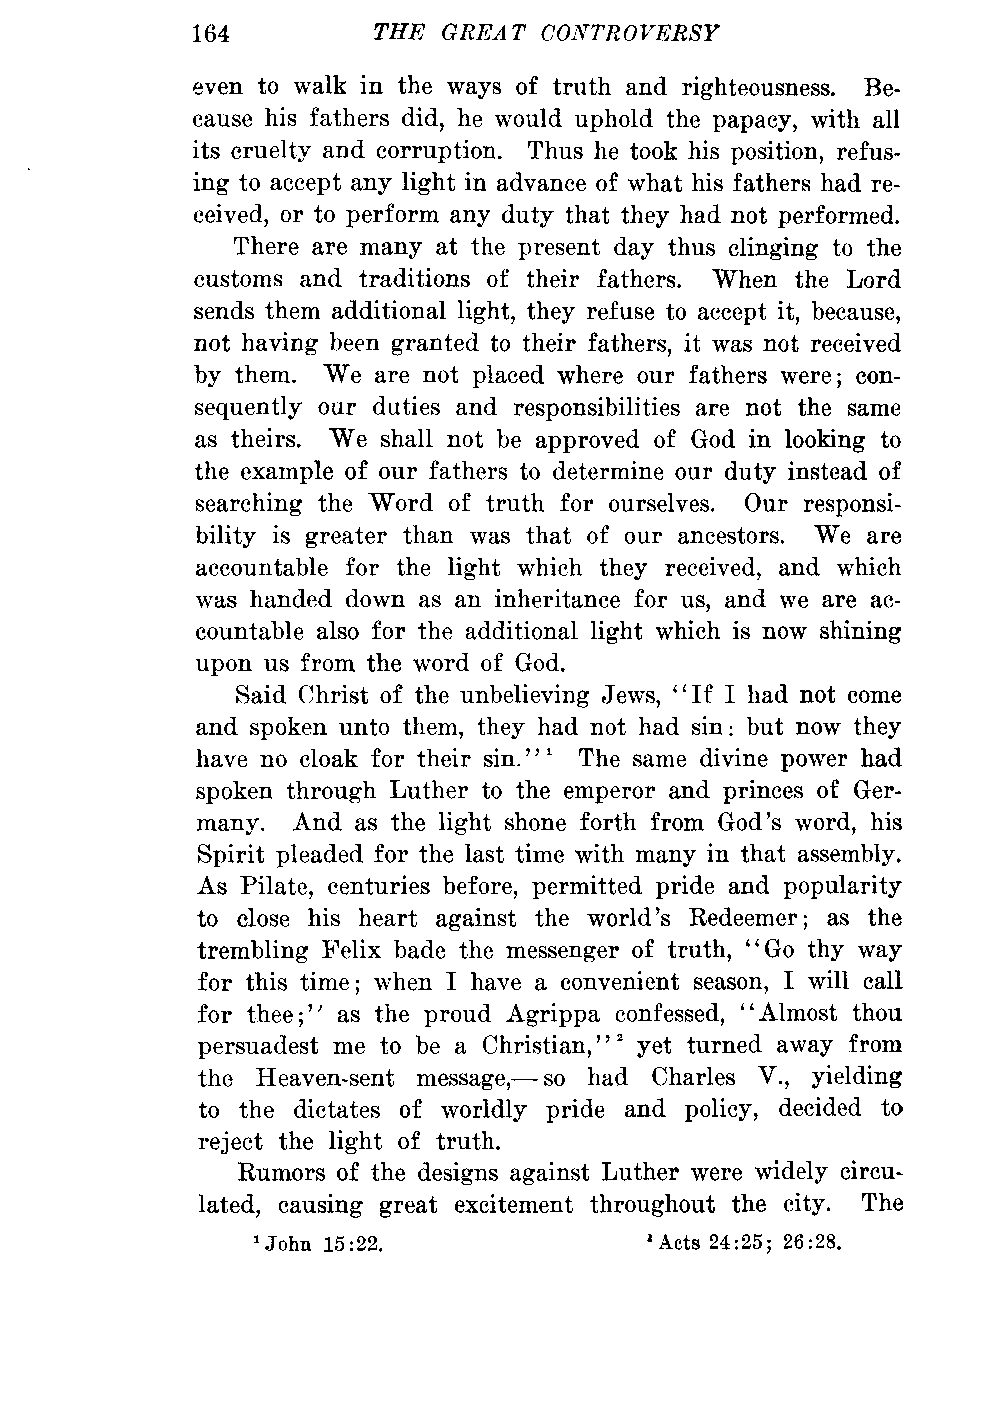 164 THE GREAT CONTROVERSY
even to walk in the ways of truth and righteousness. Be-
cause his fathers did, he would uphold the papacy, with all
its cruelty and corruption. Thus he took his position, refus-
ing to accept any light in advance of what his fathers had re-
ceived, or to perform any duty that they had not performed.
There are many at the present day thus clinging to the
customs and traditions of their fathers. When the Lord
sends them additional light, they refuse to accept it, because,
not having been granted to their fathers, it was not received
by them. We are not placed where our fathers were; con-
sequently our duties and responsibilities are not the same
as theirs. We shall not be approved of God in looking to
the example of our fathers to determine our duty instead of
searching the Word of truth for ourselves. Our responsi-
bility is greater than was that of our ancestors. We are
accountable for the light which they received, and which
was handed down as an inheritance for us, and we are ac-
countable also for the additional light which is now shining
upon us from the word of God.
Said Christ of the unbelieving Jews, "If I had not come
and spoken unto them, they had not had sin: but now they
have no cloak for their sin."¹ The same divine power had
spoken through Luther to the emperor and princes of Ger-
many. And as the light shone forth from God's word, his
Spirit pleaded for the last time with many in that assembly.
As Pilate, centuries before, permitted pride and popularity
to close his heart against the world's Redeemer; as the
trembling Felix bade the messenger of truth, "Go thy way
for this time; when I have a convenient season, I will call
for thee;" as the proud Agrippa confessed, "Almost thou
persuadest me to be a Christian,"² yet turned away from
the Heaven-sent message,—so had Charles V., yielding
to the dictates of worldly pride and policy, decided to
reject the light of truth.
Rumors of the designs against Luther were widely circu-
lated, causing great excitement throughout the city. The
¹John 15:22. ²Acts 24:25; 26:28.